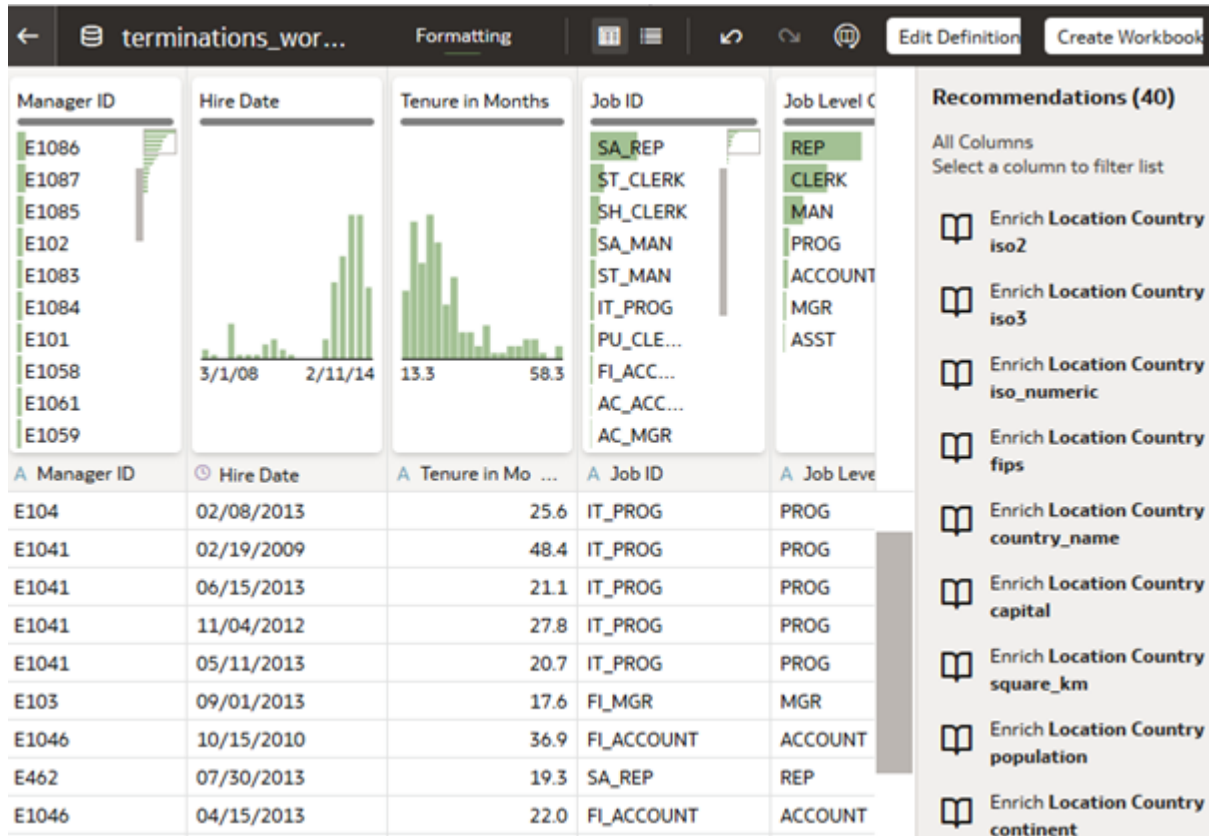 terminations_wor...
Formatting
Edit Definition
Create Workbook
Manager ID
E1086
E1087
E1085
E102
E1083
E1084
E101
E1058
E1061
E1059
Hire Date
3/1/08 2/11/14
Tenure in Months
13.3 58.3
Job ID
SA_REP
ST_CLERK
SH_CLERK
SA_MAN
ST_MAN
IT_PROG
PU_CLE...
FI_ACC...
AC_ACC...
AC_MGR
Job Level C
REP
CLERK
MAN
PROG
ACCOUNT
MGR
ASST
A Manager ID Hire Date A Tenure in Mo ... A Job ID A Job Leve
E104 02/08/2013 25.6 IT_PROG PROG
E1041 02/19/2009 48.4 IT_PROG PROG
E1041 06/15/2013 21.1 IT_PROG PROG
E1041 11/04/2012 27.8 IT_PROG PROG
E1041 05/11/2013 20.7 IT_PROG PROG
E103 09/01/2013 17.6 FI_MGR MGR
E1046 10/15/2010 36.9 FI_ACCOUNT ACCOUNT
E462 07/30/2013 19.3 SA_REP REP
E1046 04/15/2013 22.0 FI_ACCOUNT ACCOUNT
Recommendations (40)
All Columns
Select a column to filter list
Enrich Location Country
iso2
Enrich Location Country
iso3
Enrich Location Country
iso_numeric
Enrich Location Country
fips
Enrich Location Country
country_name
Enrich Location Country
capital
Enrich Location Country
square_km
Enrich Location Country
population
Enrich Location Country
continent